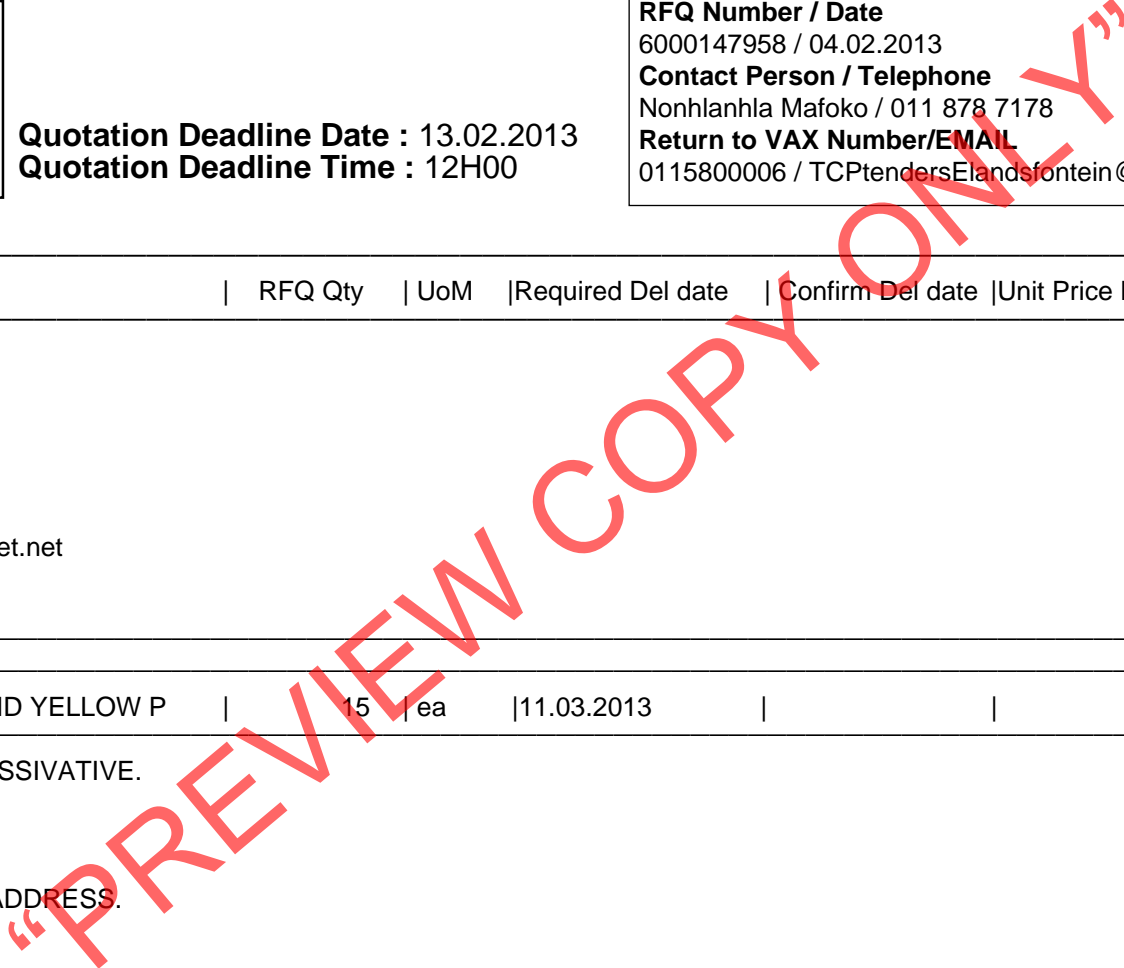 RFQ Number / Date
6000147958 / 04.02.2013
Contact Person / Telephone
Nonhlanhla Mafoko / 011 878 7178
Return to VAX Number/EMAIL
0115800006 / TCPtendersElandsfontein@
Quotation Deadline Date : 13.02.2013
Quotation Deadline Time : 12H00
| RFQ Qty | UoM |Required Del date | Confirm Del date |Unit Price
et.net
ND YELLOW P | 15 | ea |11.03.2013 | |
SSIVATIVE.
ADDRESS.
“PREVIEW COPY ONLY”